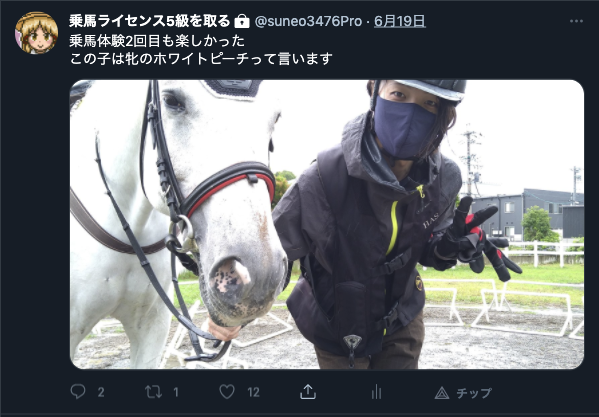 乗馬ライセンス5級を取る @suneo3476Pro · 6月19日
乗馬体験2回目も楽しかった
この子は牝のホワイトピーチって言います
2 1 12 チップ